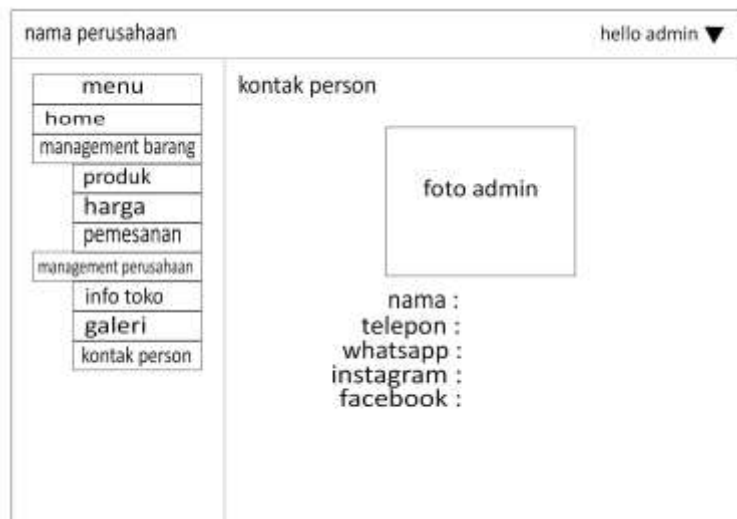 nama perusahaan
hello admin
menu
home
management barang
produk
harga
pemesanan
management perusahaan
info toko
galeri
kontak person
kontak person
foto admin
nama :
telepon :
whatsapp :
instagram :
facebook :